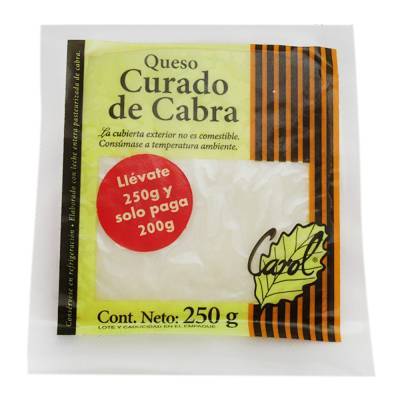 Queso
Curado
de Cabra
La cubierta exterior no es comestible.
Consúmase a temperatura ambiente.
Llévate
250g y
solo paga
200g
Carol®
Cont. Neto: 250 g
LOTE Y CADUCIDAD EN EL EMPAQUE
Consérvese en refrigeración • Elaborado con leche entera pasteurizada de cabra.